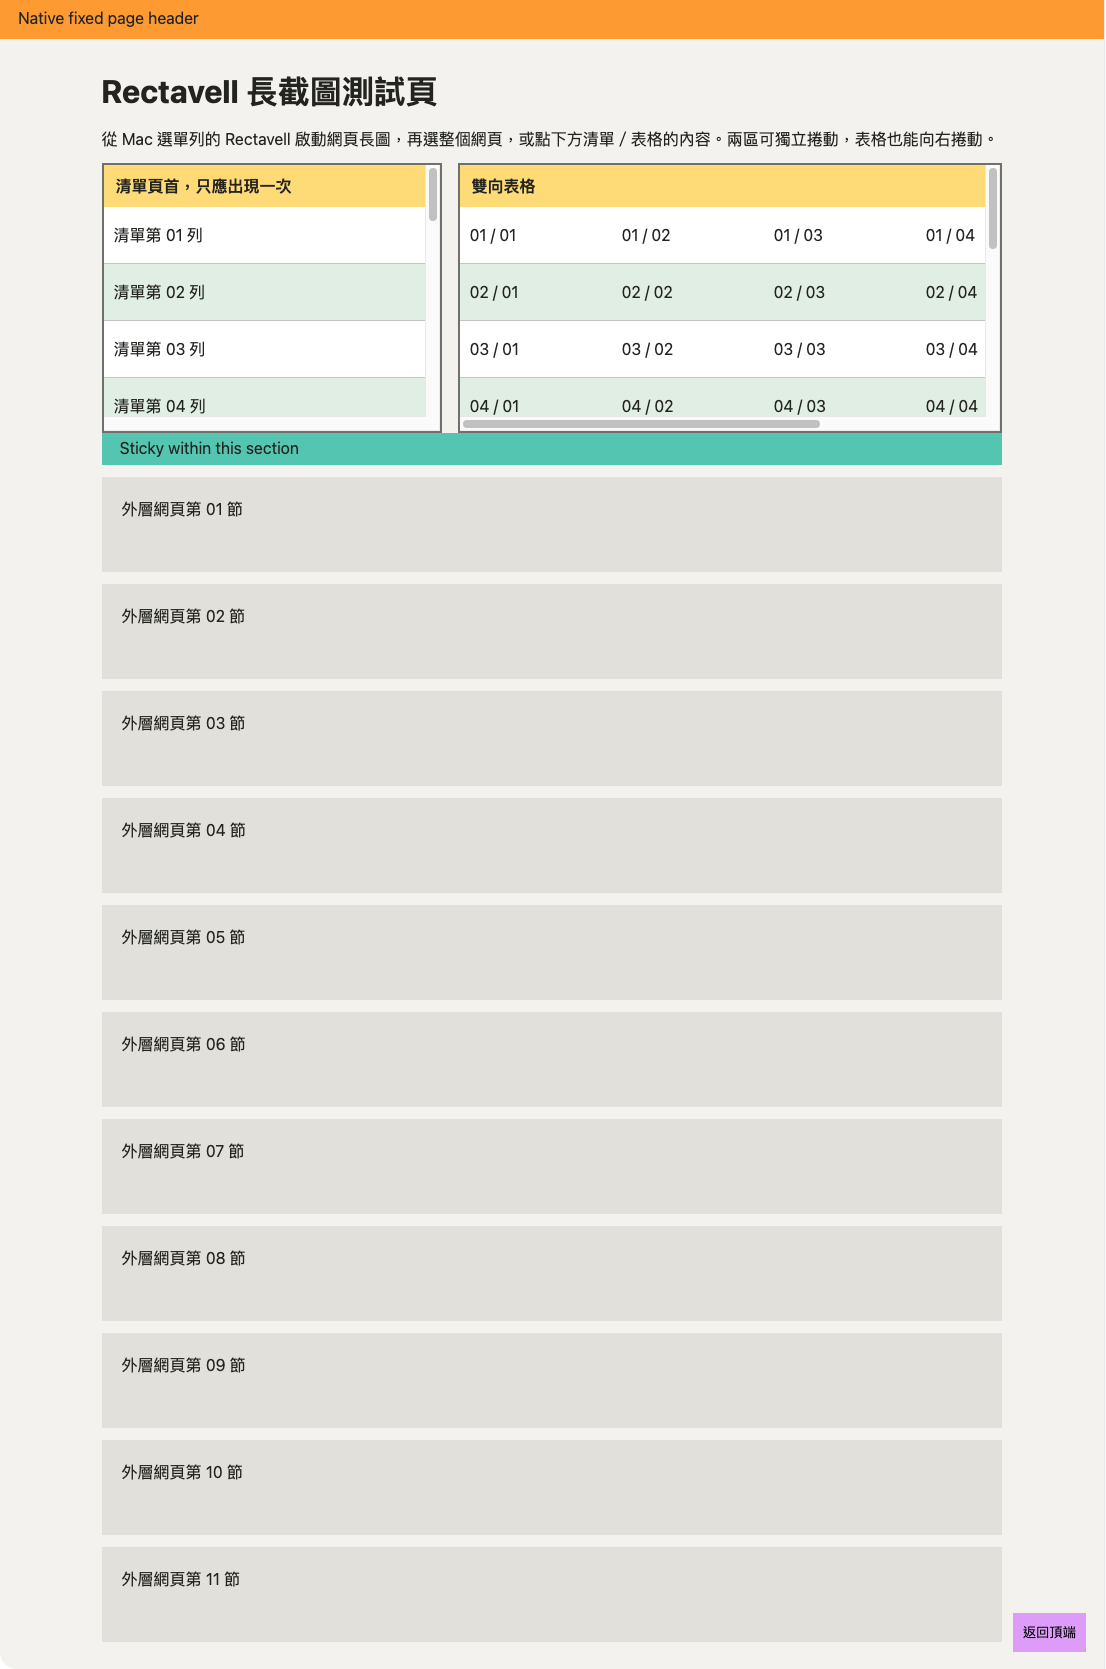 Native fixed page header
Rectavell 長截圖測試頁
從 Mac 選單列的 Rectavell 啟動網頁長圖，再選整個網頁，或點下方清單 / 表格的內容。兩區可獨立捲動，表格也能向右捲動。
清單頁首，只應出現一次
清單第 01 列
清單第 02 列
清單第 03 列
清單第 04 列
雙向表格
01 / 01 01 / 02 01 / 03 01 / 04
02 / 01 02 / 02 02 / 03 02 / 04
03 / 01 03 / 02 03 / 03 03 / 04
04 / 01 04 / 02 04 / 03 04 / 04
Sticky within this section
外層網頁第 01 節
外層網頁第 02 節
外層網頁第 03 節
外層網頁第 04 節
外層網頁第 05 節
外層網頁第 06 節
外層網頁第 07 節
外層網頁第 08 節
外層網頁第 09 節
外層網頁第 10 節
外層網頁第 11 節
返回頂端